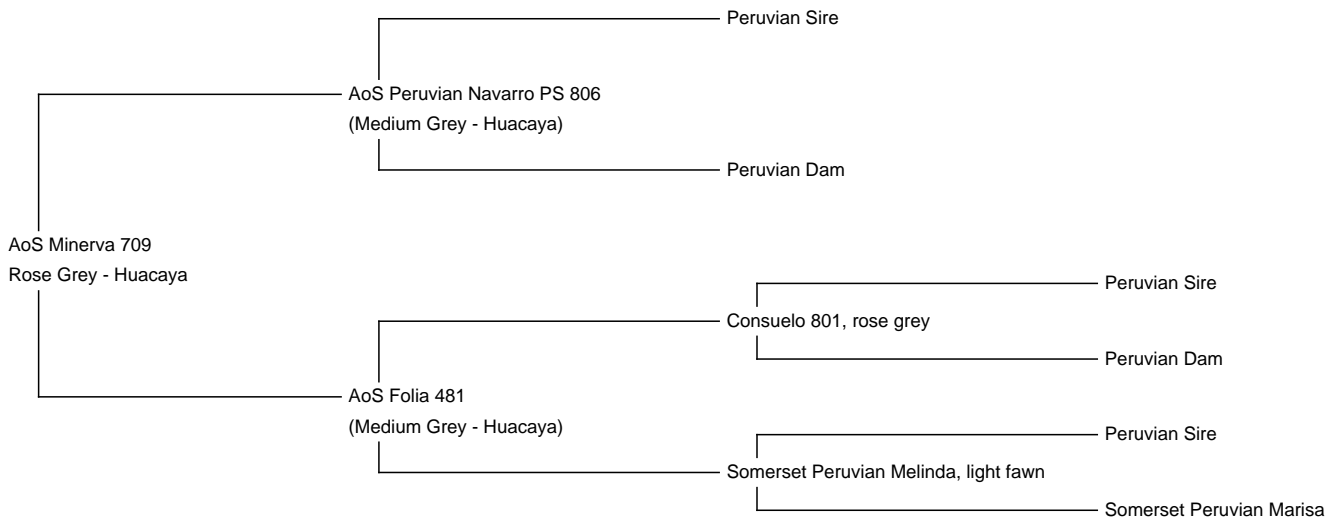 Peruvian Sire
AoS Peruvian Navarro PS 806
(Medium Grey - Huacaya)
Peruvian Dam
AoS Minerva 709
Rose Grey - Huacaya
Peruvian Sire
Consuelo 801, rose grey
Peruvian Dam
AoS Folia 481
(Medium Grey - Huacaya)
Peruvian Sire
Somerset Peruvian Melinda, light fawn
Somerset Peruvian Marisa